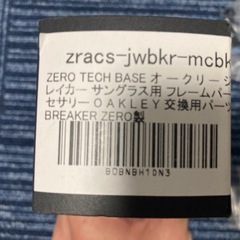 zracs-jwbkr-mcbk
ZERO TECH BASE オークリー ジ
レイカー サングラス用 フレームパー
セサリー OAKLEY 交換用パーツ
BREAKER ZERO製
BDBNBH10N3